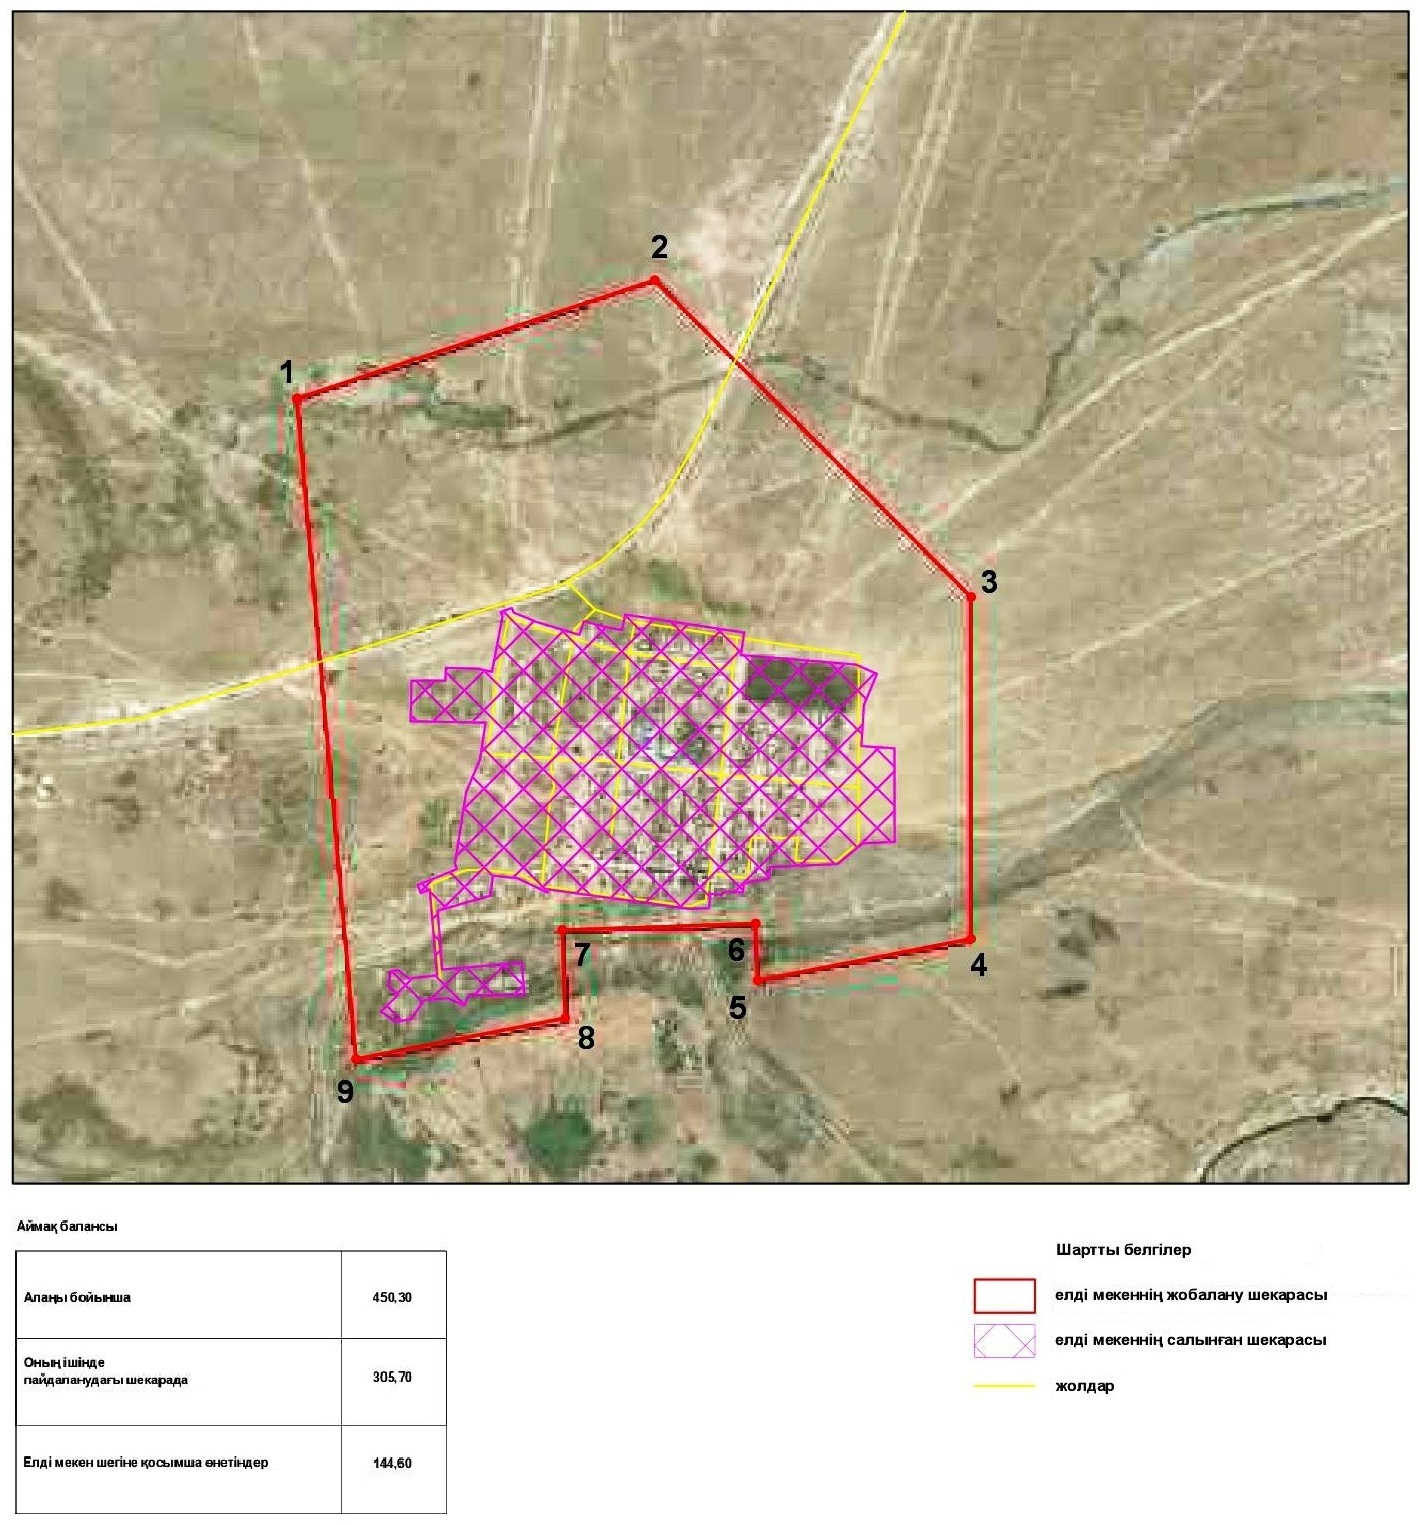 2
1
3
7
6
4
5
8
9
Аймақ балансы
Алаңы бойынша 450,30
Оның ішінде
пайдаланудағы шекарада 305,70
Елді мекен шегіне қосымша өнетіндер 144,60
Шартты белгілер
елді мекеннің жобалану шекарасы
елді мекеннің салынған шекарасы
жолдар